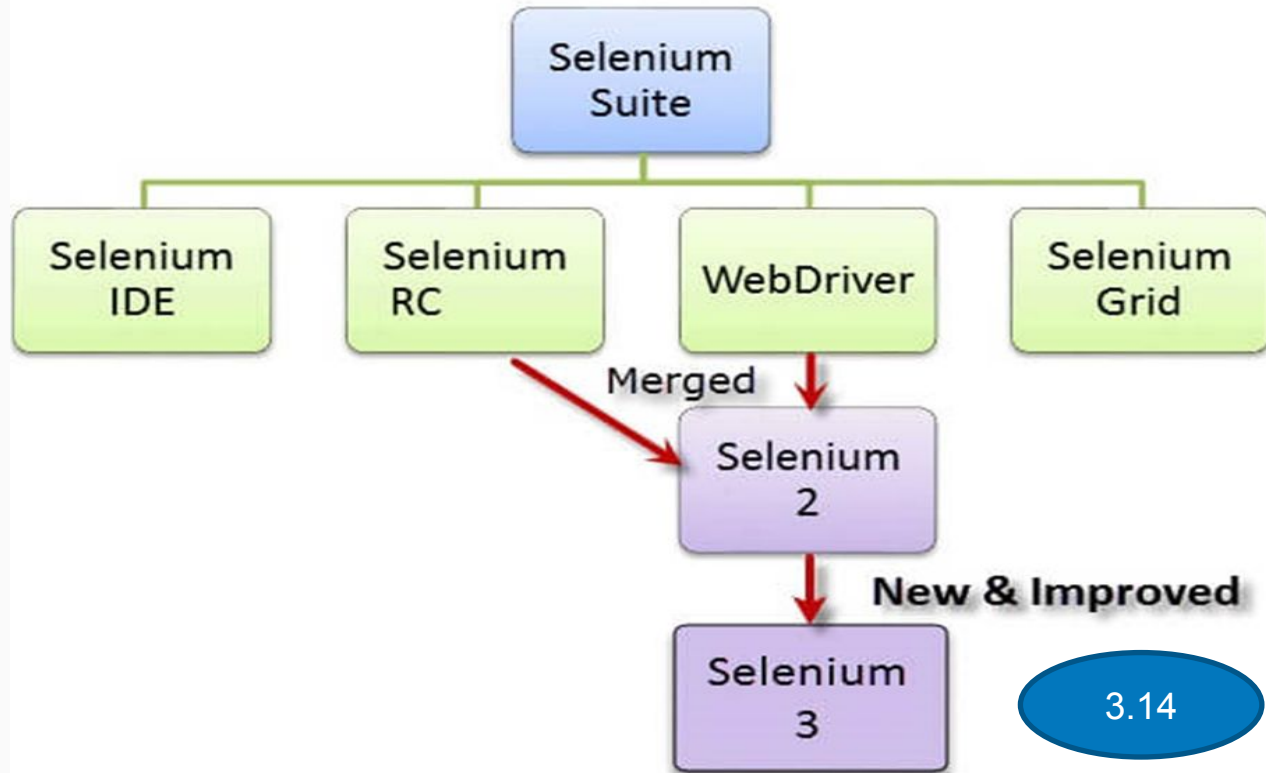 Selenium
Suite
Selenium
IDE
Selenium
RC
WebDriver
Selenium
Grid
Merged
Selenium
2
New & Improved
Selenium
3
3.14